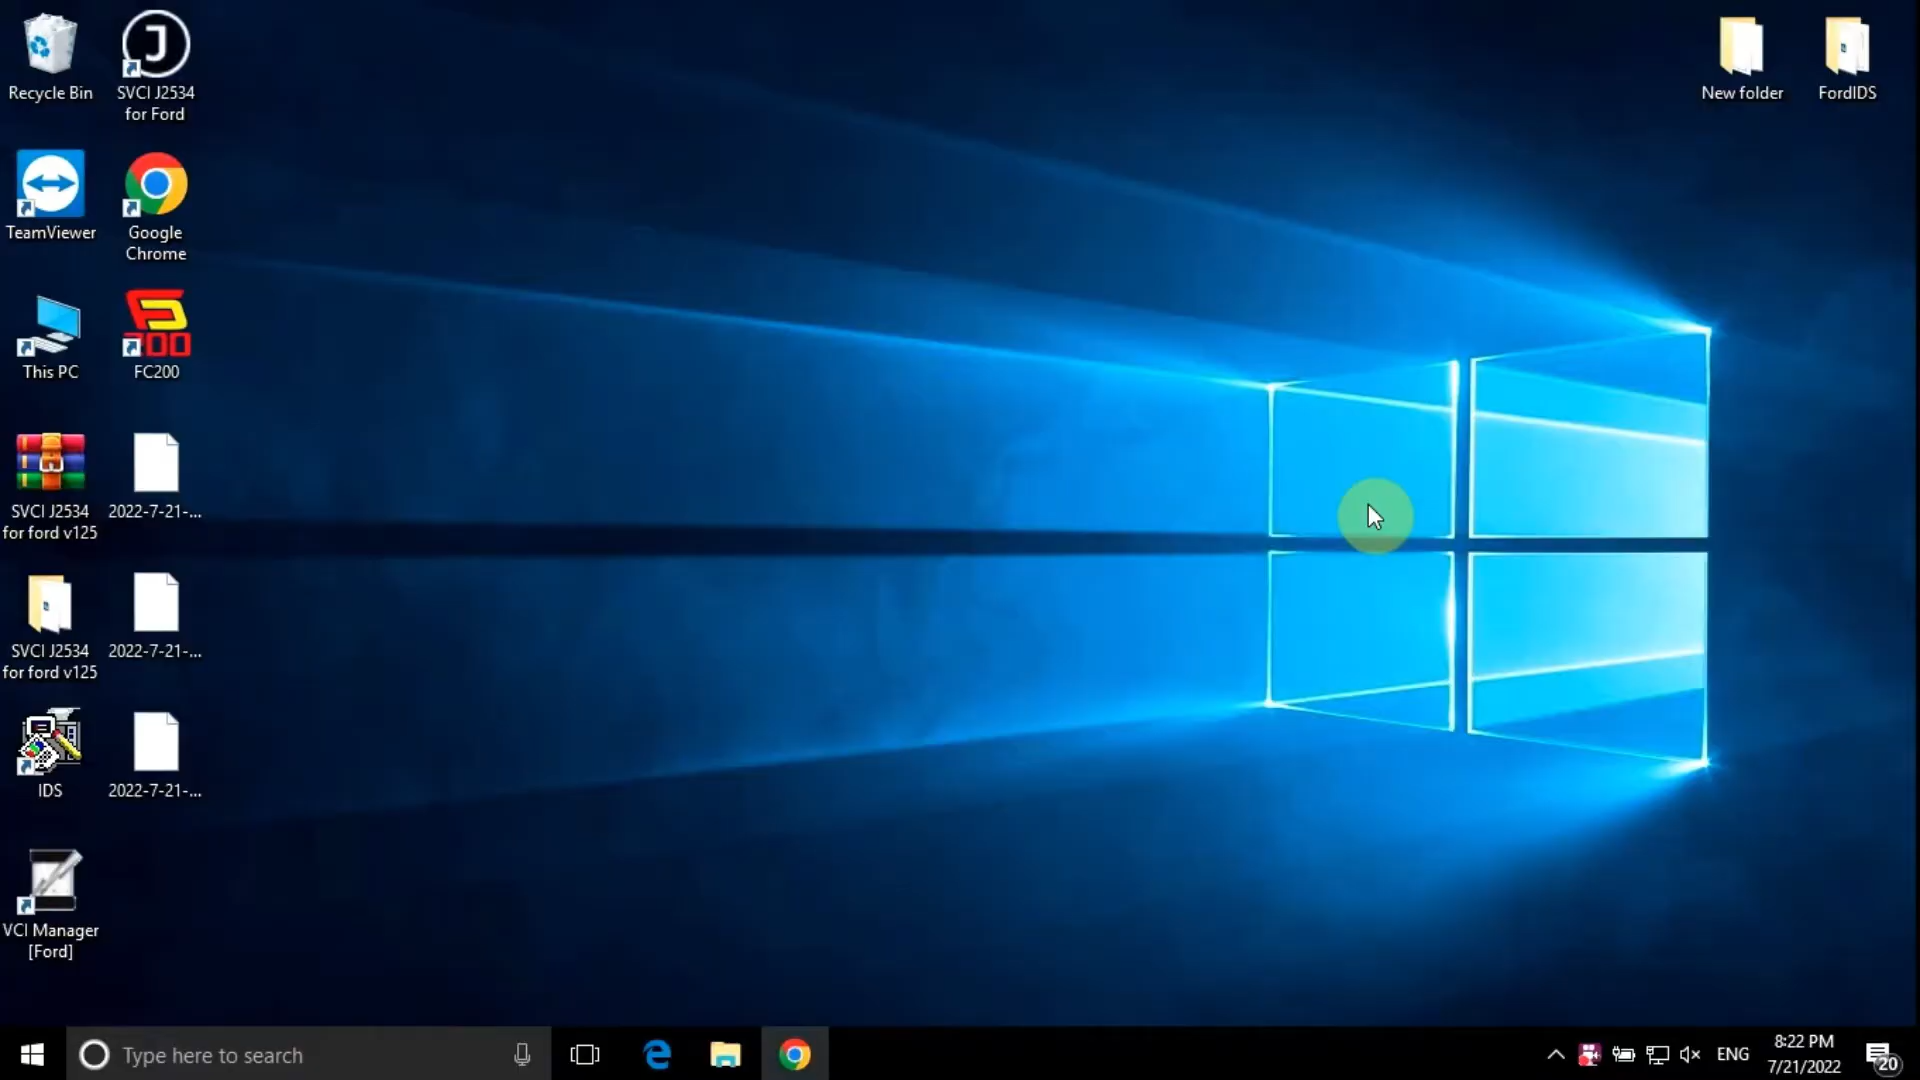 Recycle Bin
J
SVCI J2534
for Ford
TeamViewer
Google
Chrome
This PC
FC200
SVCI J2534
for ford v125
2022-7-21-...
SVCI J2534
for ford v125
2022-7-21-...
IDS
2022-7-21-...
VCI Manager
[Ford]
New folder
FordIDS
Type here to search
ENG
8:22 PM
7/21/2022
20